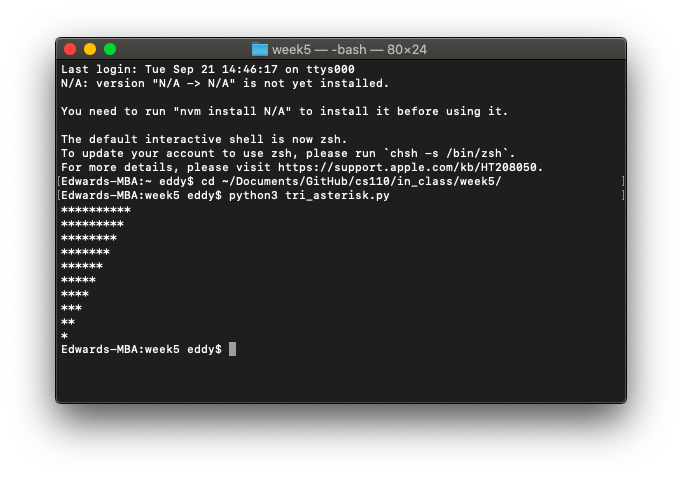 week5 — -bash — 80×24
Last login: Tue Sep 21 14:46:17 on ttys000
N/A: version "N/A -> N/A" is not yet installed.
You need to run "nvm install N/A" to install it before using it.
The default interactive shell is now zsh.
To update your account to use zsh, please run `chsh -s /bin/zsh`.
For more details, please visit https://support.apple.com/kb/HT208050.
[Edwards-MBA:~ eddy$ cd ~/Documents/GitHub/cs110/in_class/week5/ ]
[Edwards-MBA:week5 eddy$ python3 tri_asterisk.py ]
**********
*********
********
*******
******
*****
****
***
**
*
Edwards-MBA:week5 eddy$